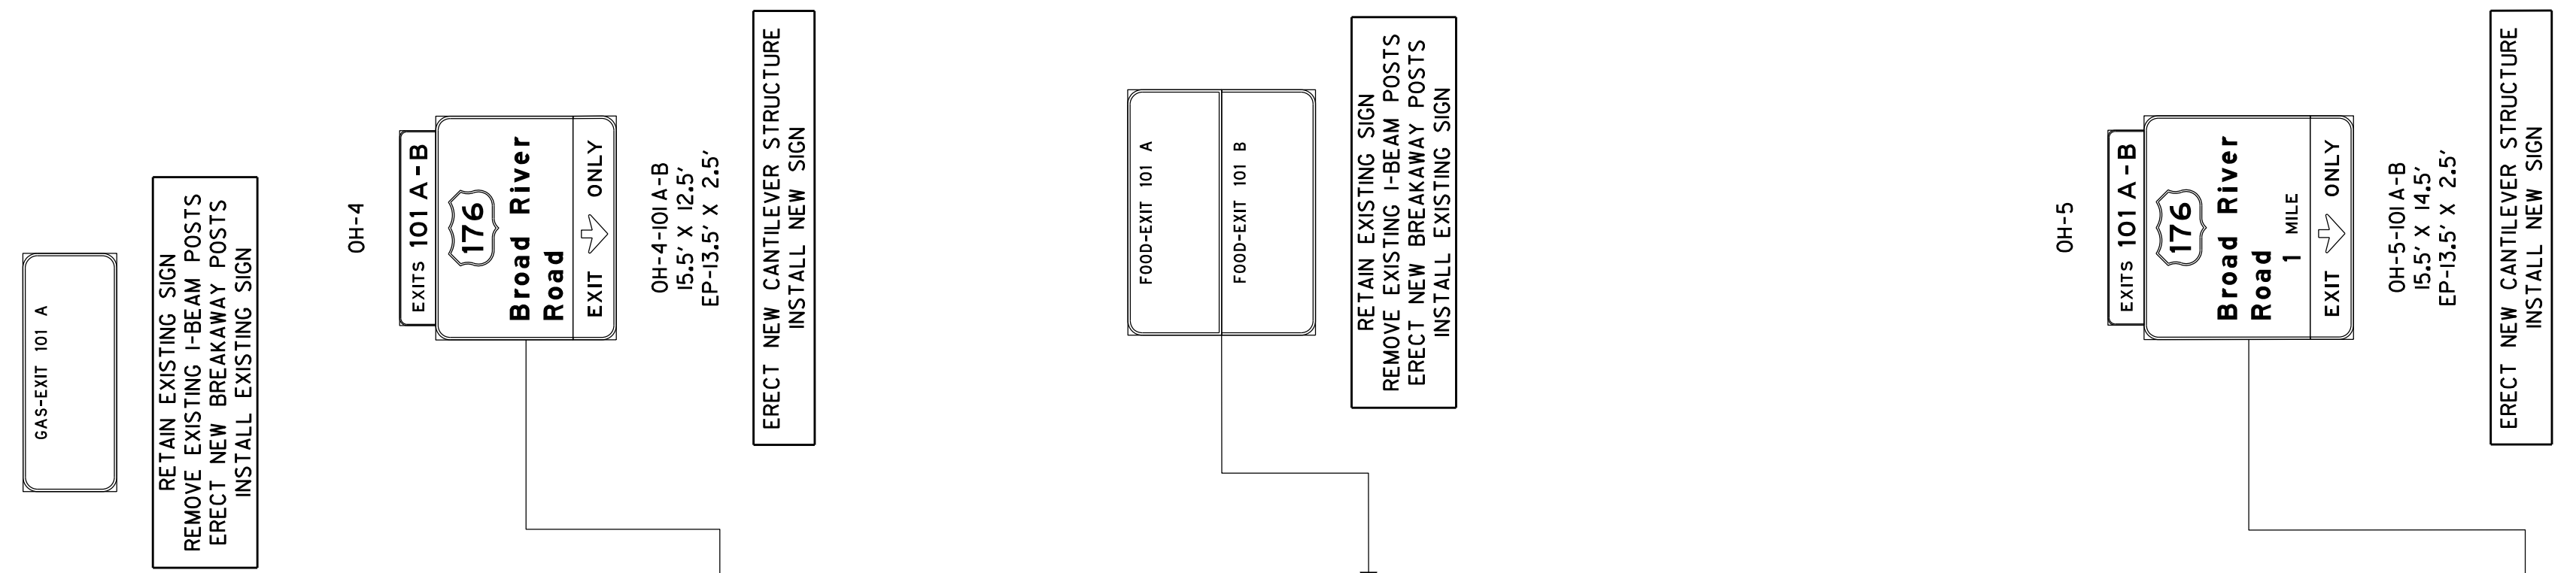 GAS-EXIT 101 A
RETAIN EXISTING SIGN
REMOVE EXISTING I-BEAM POSTS
ERECT NEW BREAKAWAY POSTS
INSTALL EXISTING SIGN
OH-4
EXITS 101 A-B
176
Broad River
Road
EXIT ONLY
OH-4-101 A-B
15.5' X 12.5'
EP-13.5' X 2.5'
ERECT NEW CANTILEVER STRUCTURE
INSTALL NEW SIGN
FOOD-EXIT 101 A
FOOD-EXIT 101 B
RETAIN EXISTING SIGN
REMOVE EXISTING I-BEAM POSTS
ERECT NEW BREAKAWAY POSTS
INSTALL EXISTING SIGN
OH-5
EXITS 101 A-B
176
Broad River
Road
1 MILE
EXIT ONLY
OH-5-101 A-B
15.5' X 14.5'
EP-13.5' X 2.5'
ERECT NEW CANTILEVER STRUCTURE
INSTALL NEW SIGN